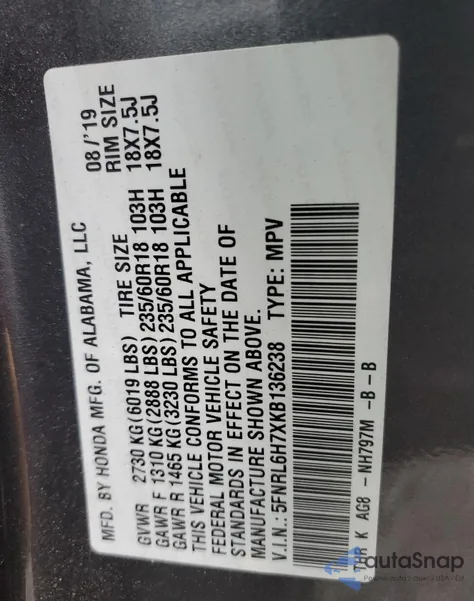 MFD. BY HONDA MFG. OF ALABAMA, LLC 08/'19
TIRE SIZE RIM SIZE
GVWR 2730 KG (6019 LBS)
GAWR F 1310 KG (2888 LBS) 235/60R18 103H 18X7.5J
GAWR R 1465 KG (3230 LBS) 235/60R18 103H 18X7.5J
THIS VEHICLE CONFORMS TO ALL APPLICABLE
FEDERAL MOTOR VEHICLE SAFETY
STANDARDS IN EFFECT ON THE DATE OF
MANUFACTURE SHOWN ABOVE.
V.I.N.: 5FNRL6H7XKB136238 TYPE: MPV
K AG8 - NH797M -B - B
autaSnap